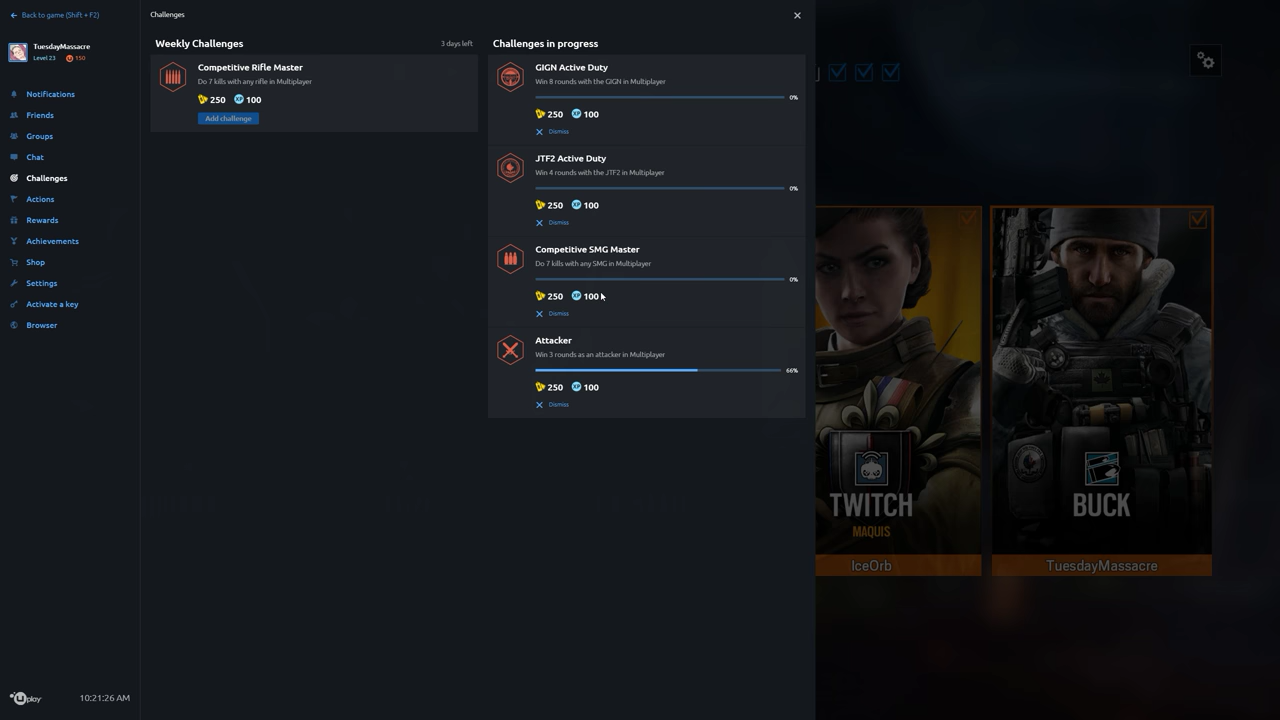 Back to game (Shift + F2)
TuesdayMassacre
Level 23
150
Notifications
Friends
Groups
Chat
Challenges
Actions
Rewards
Achievements
Shop
Settings
Activate a key
Browser
uplay
10:21:26 AM
Challenges
Weekly Challenges
3 days left
Competitive Rifle Master
Do 7 kills with any rifle in Multiplayer
250 XP 100
Add challenge
Challenges in progress
GIGN Active Duty
Win 8 rounds with the GIGN in Multiplayer
0%
250 XP 100
Dismiss
JTF2 Active Duty
Win 4 rounds with the JTF2 in Multiplayer
0%
250 XP 100
Dismiss
Competitive SMG Master
Do 7 kills with any SMG in Multiplayer
0%
250 XP 100
Dismiss
Attacker
Win 3 rounds as an attacker in Multiplayer
66%
250 XP 100
Dismiss
TWITCH
MAQUIS
IceOrb
BUCK
TuesdayMassacre